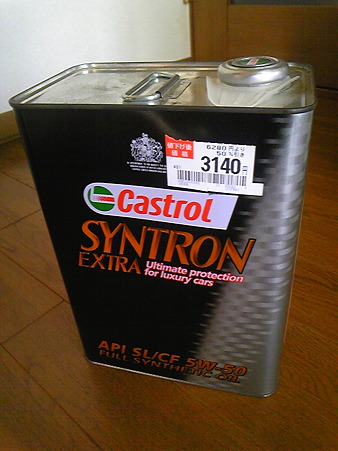 値下げ後
価格
6280円より
50%引き
3140
Castrol
SYNTRON
EXTRA
Ultimate protection
for luxury cars
API SL/CF 5W-50
FULL SYNTHETIC OIL